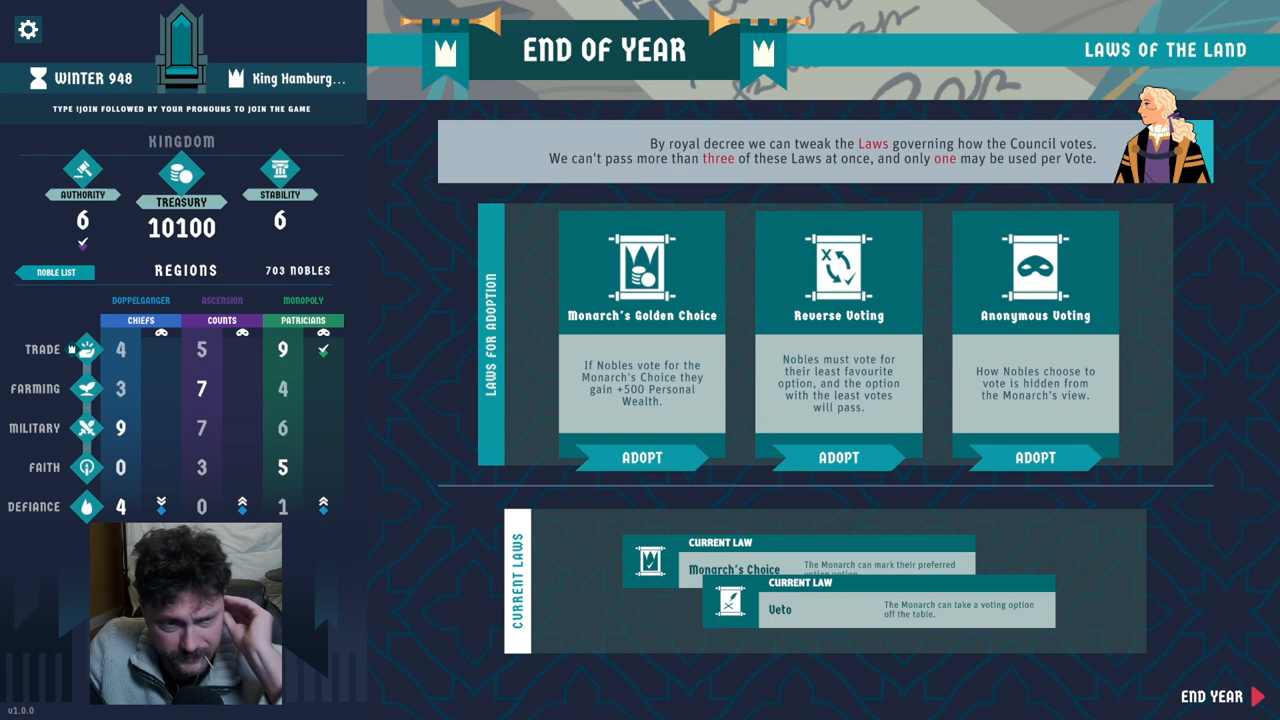 WINTER 948
King Hamburg...
TYPE !JOIN FOLLOWED BY YOUR PRONOUNS TO JOIN THE GAME
KINGDOM
AUTHORITY
TREASURY
STABILITY
6
10100
6
NOBLE LIST
REGIONS
703 NOBLES
DOPPELGANGER
ASCENSION
MONOPOLY
CHIEFS
COUNTS
PATRICIANS
TRADE 4 5 9
FARMING 3 7 4
MILITARY 9 7 6
FAITH 0 3 5
DEFIANCE 4 0 1
v1.0.0
END OF YEAR
LAWS OF THE LAND
By royal decree we can tweak the Laws governing how the Council votes.
We can't pass more than three of these Laws at once, and only one may be used per Vote.
LAWS FOR ADOPTION
Monarch's Golden Choice
If Nobles vote for the
Monarch's Choice they
gain +500 Personal
Wealth.
ADOPT
Reverse Voting
Nobles must vote for
their least favourite
option, and the option
with the least votes
will pass.
ADOPT
Anonymous Voting
How Nobles choose to
vote is hidden from
the Monarch's view.
ADOPT
CURRENT LAWS
CURRENT LAW
Monarch's Choice
The Monarch can mark their preferred
voting option.
CURRENT LAW
Veto
The Monarch can take a voting option
off the table.
END YEAR